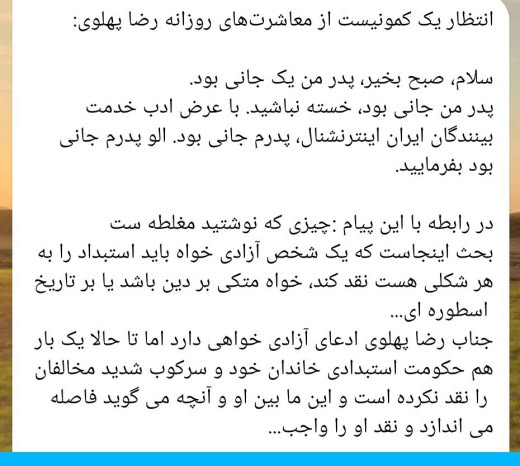 انتظار یک کمونیست از معاشرت‌های روزانه رضا پهلوی:
سلام، صبح بخیر، پدر من یک جانی بود.
پدر من جانی بود، خسته نباشید. با عرض ادب خدمت
بینندگان ایران اینترنشنال، پدرم جانی بود. الو پدرم جانی
بود بفرمایید.
در رابطه با این پیام :چیزی که نوشتید مغلطه ست
بحث اینجاست که یک شخص آزادی خواه باید استبداد را به
هر شکلی هست نقد کند، خواه متکی بر دین باشد یا بر تاریخ
اسطوره ای...
جناب رضا پهلوی ادعای آزادی خواهی دارد اما تا حالا یک بار
هم حکومت استبدادی خاندان خود و سرکوب شدید مخالفان
را نقد نکرده است و این ما بین او و آنچه می گوید فاصله
می اندازد و نقد او را واجب...